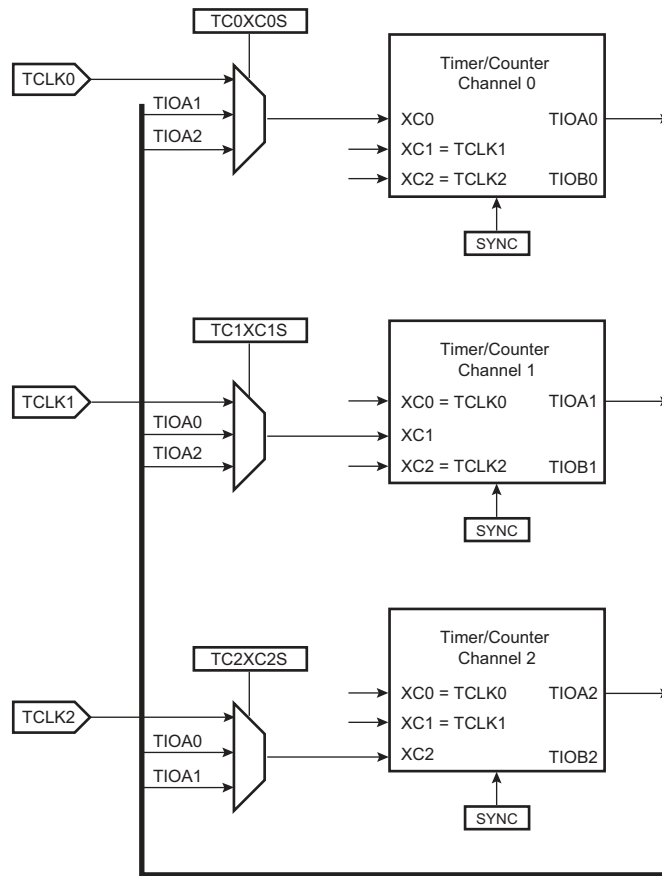 TC0XC0S
TCLK0
TIOA1
TIOA2
Timer/Counter
Channel 0
XC0
TIOA0
XC1 = TCLK1
XC2 = TCLK2
TIOB0
SYNC
TC1XC1S
TCLK1
TIOA0
TIOA2
Timer/Counter
Channel 1
XC0 = TCLK0
TIOA1
XC1
XC2 = TCLK2
TIOB1
SYNC
TC2XC2S
TCLK2
TIOA0
TIOA1
Timer/Counter
Channel 2
XC0 = TCLK0
TIOA2
XC1 = TCLK1
XC2
TIOB2
SYNC